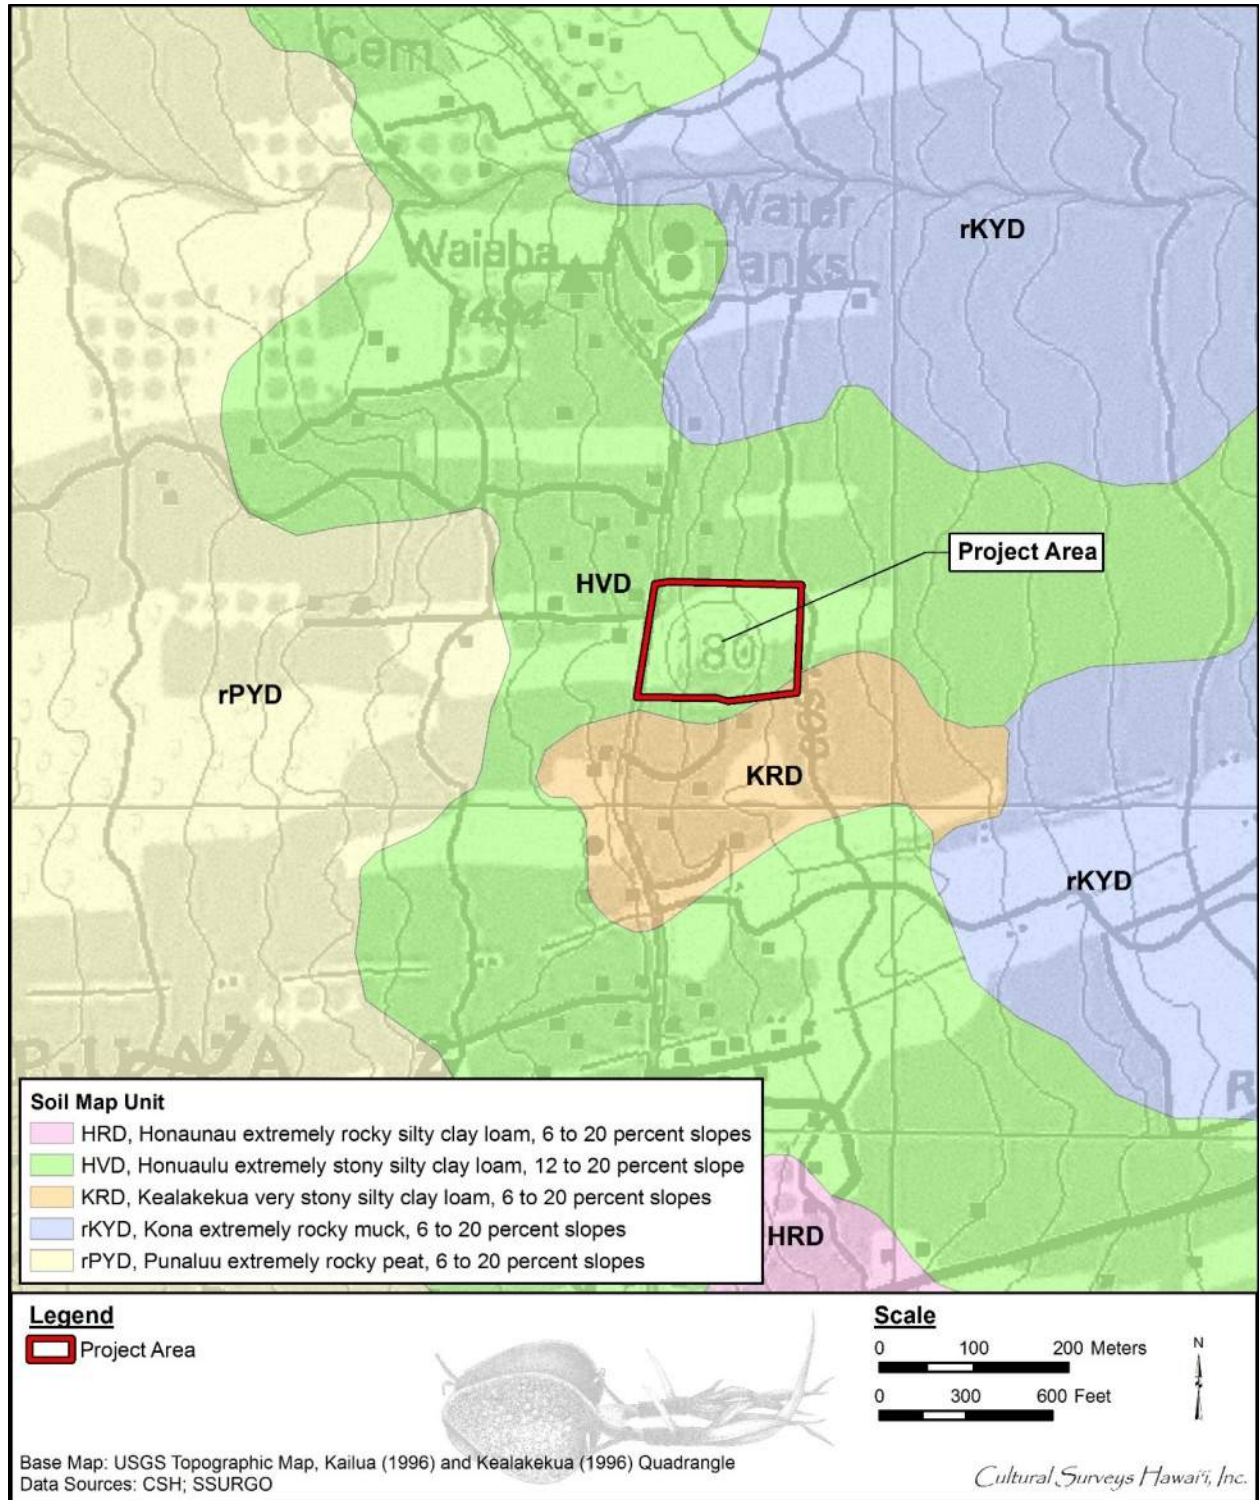 Cem
Water
Tanks
rKYD
Waiaha
1494
Project Area
HVD
180
rPYD
KRD
rKYD
R
Soil Map Unit
HRD, Honaunau extremely rocky silty clay loam, 6 to 20 percent slopes
HVD, Honuaulu extremely stony silty clay loam, 12 to 20 percent slope
KRD, Kealakekua very stony silty clay loam, 6 to 20 percent slopes
rKYD, Kona extremely rocky muck, 6 to 20 percent slopes
rPYD, Punaluu extremely rocky peat, 6 to 20 percent slopes
HRD
Legend
Project Area
Scale
0 100 200 Meters
0 300 600 Feet
N
Base Map: USGS Topographic Map, Kailua (1996) and Kealakekua (1996) Quadrangle
Data Sources: CSH; SSURGO
Cultural Surveys Hawai'i, Inc.